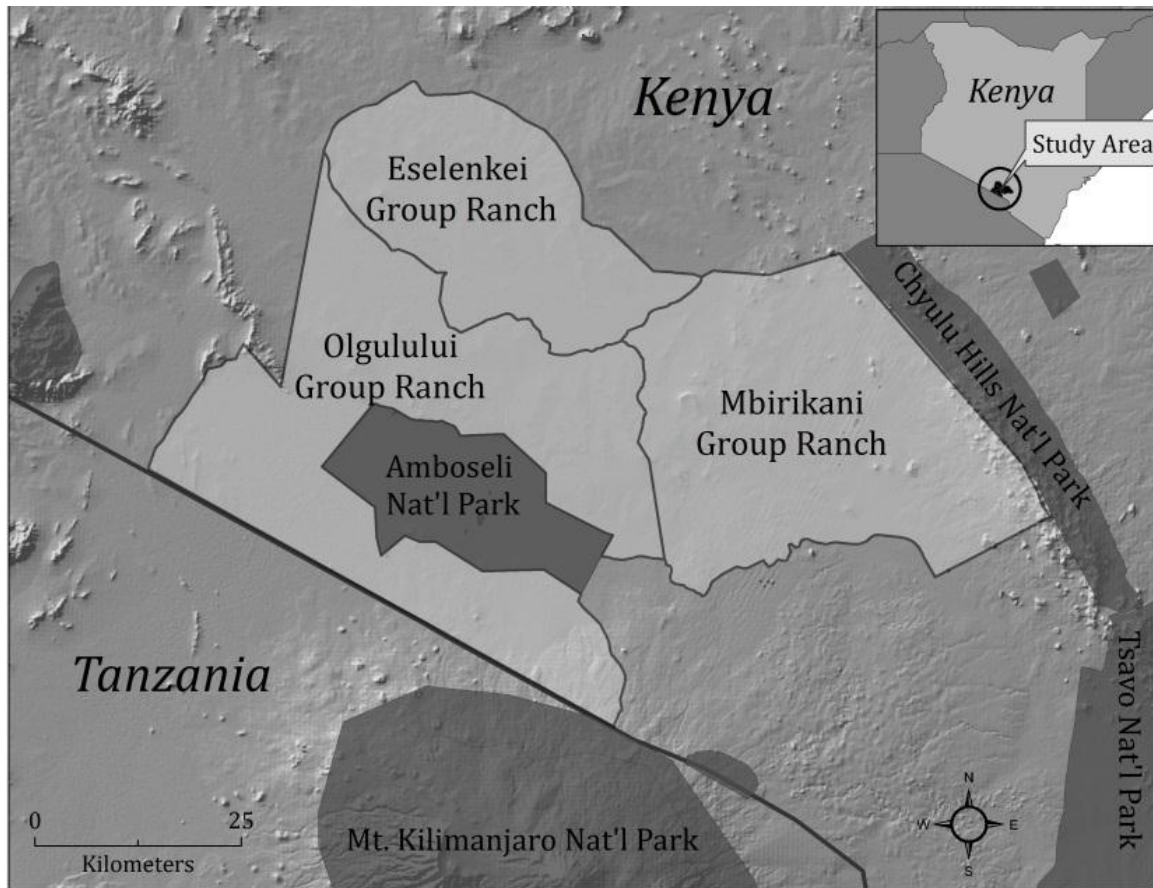 Kenya
Kenya
Study Area
Eselenkei
Group Ranch
Chyulu Hills Nat'l Park
Olgululului
Group Ranch
Mbirikani
Group Ranch
Amboseli
Nat'l Park
Tanzania
Tsavo Nat'l Park
Mt. Kilimanjaro Nat'l Park
0 25
Kilometers
N
W E
S